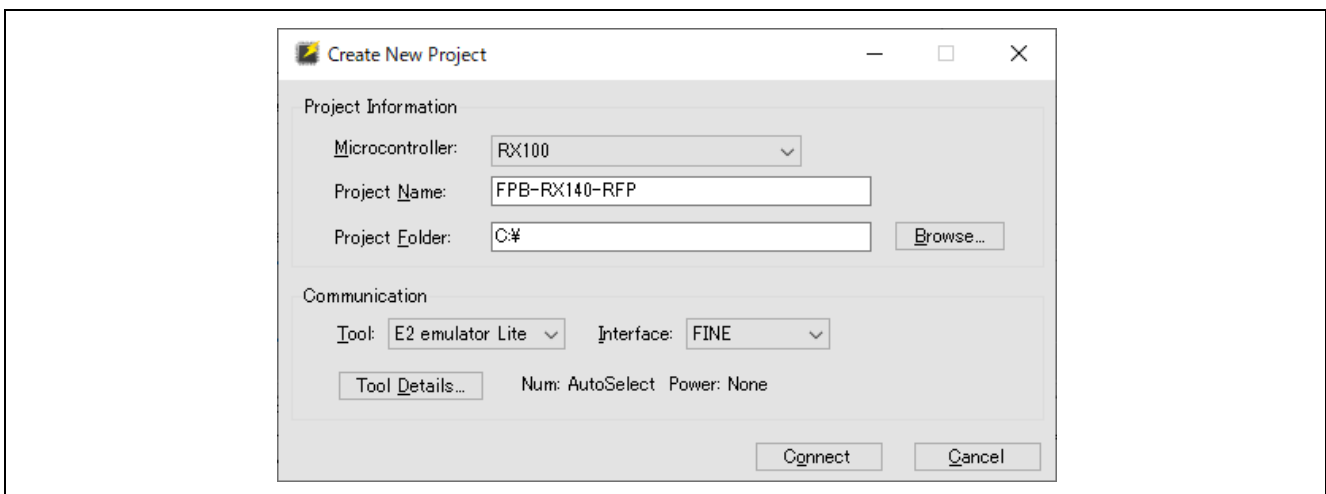 Create New Project
Project Information
Microcontroller: RX100
Project Name: FPB-RX140-RFP
Project Folder: C:¥ Browse...
Communication
Tool: E2 emulator Lite Interface: FINE
Tool Details... Num: AutoSelect Power: None
Connect Cancel